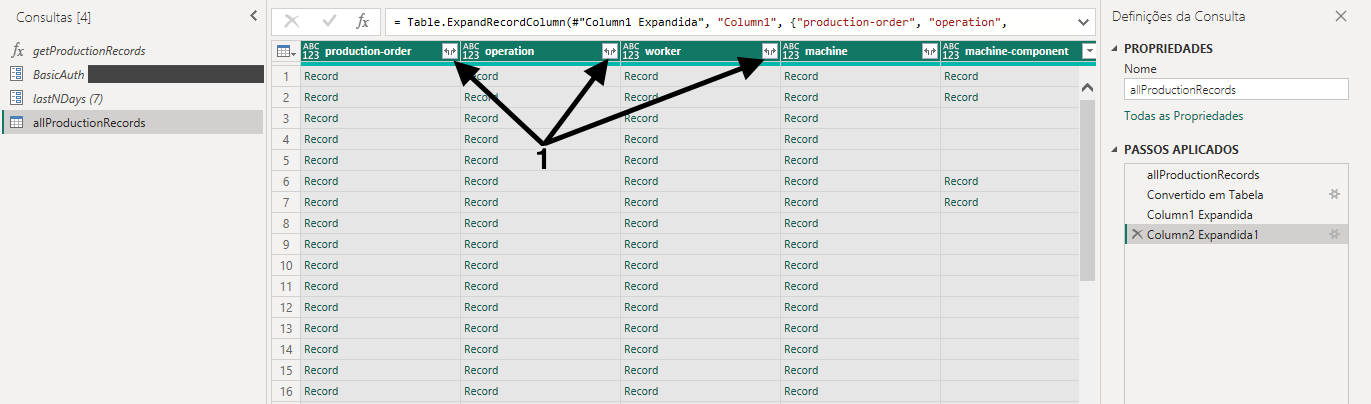 Consultas [4]
getProductionRecords
BasicAuth
lastNDays (7)
allProductionRecords
= Table.ExpandRecordColumn(#"Column1 Expandida", "Column1", {"production-order", "operation",
ABC 123 production-order ABC 123 operation ABC 123 worker ABC 123 machine ABC 123 machine-component
1 Record Record Record Record Record
2 Record Record Record Record Record
3 Record Record Record Record
4 Record Record Record Record
5 Record Record Record Record
6 Record Record Record Record Record
7 Record Record Record Record Record
8 Record Record Record Record
9 Record Record Record Record
10 Record Record Record Record
11 Record Record Record Record
12 Record Record Record Record
13 Record Record Record Record
14 Record Record Record Record
15 Record Record Record Record
16 Record Record Record Record
1
Definições da Consulta
PROPRIEDADES
Nome
allProductionRecords
Todas as Propriedades
PASSOS APLICADOS
allProductionRecords
Convertido em Tabela
Column1 Expandida
Column2 Expandida1